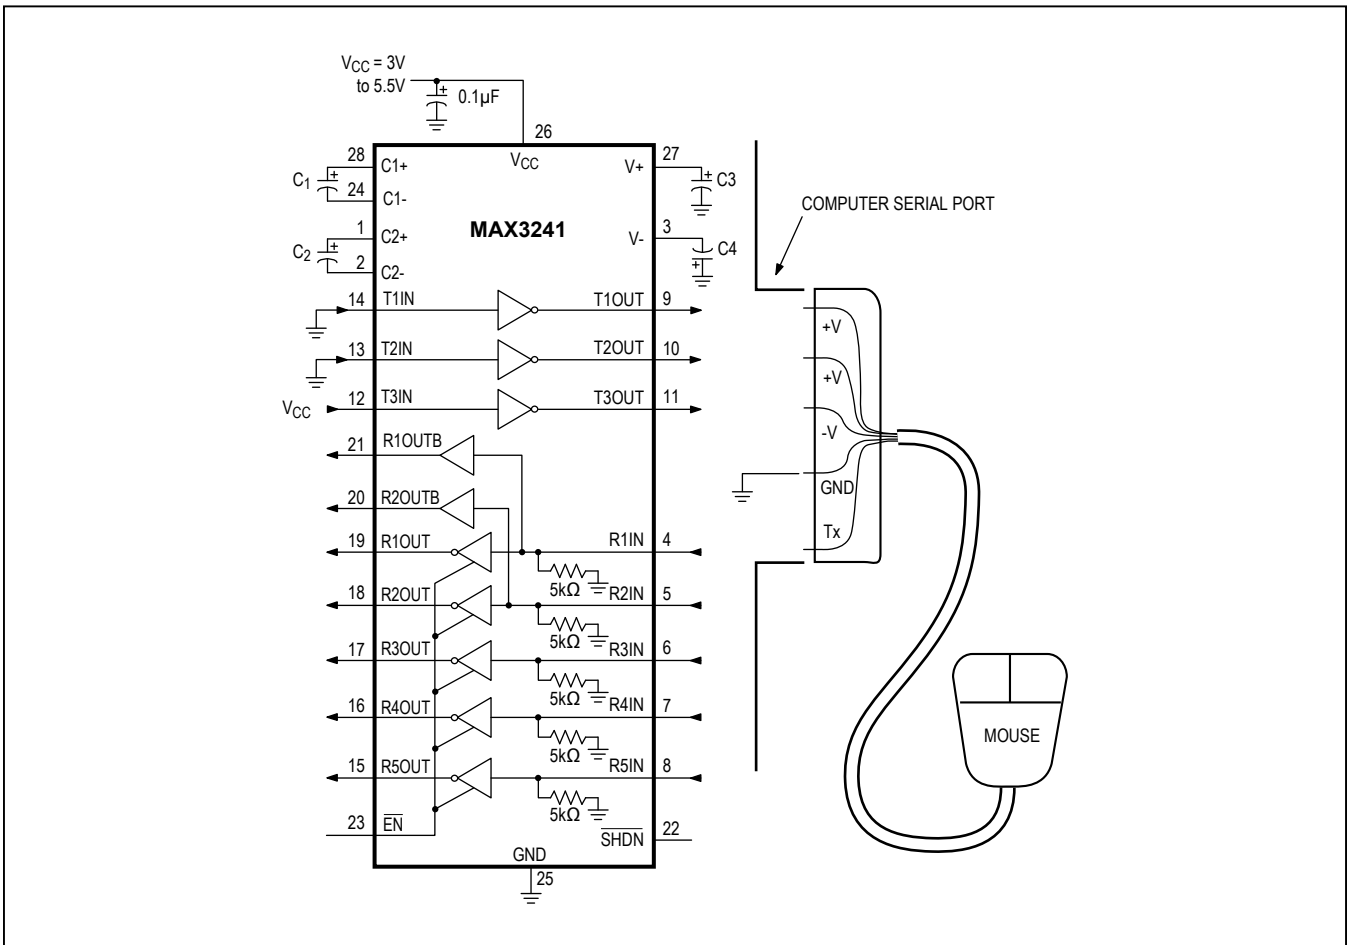 VCC = 3V
to 5.5V
0.1µF
26
VCC
28
C1+
C1
24
C1-
1
C2+
C2
2
C2-
MAX3241
27
V+
C3
3
V-
C4
COMPUTER SERIAL PORT
14
T1IN
T1OUT
9
13
T2IN
T2OUT
10
VCC
12
T3IN
T3OUT
11
21
R1OUTB
20
R2OUTB
19
R1OUT
R1IN
4
5kΩ
18
R2OUT
R2IN
5
5kΩ
17
R3OUT
R3IN
6
5kΩ
16
R4OUT
R4IN
7
5kΩ
15
R5OUT
R5IN
8
5kΩ
23
EN
SHDN
22
GND
25
+V
+V
-V
GND
Tx
MOUSE